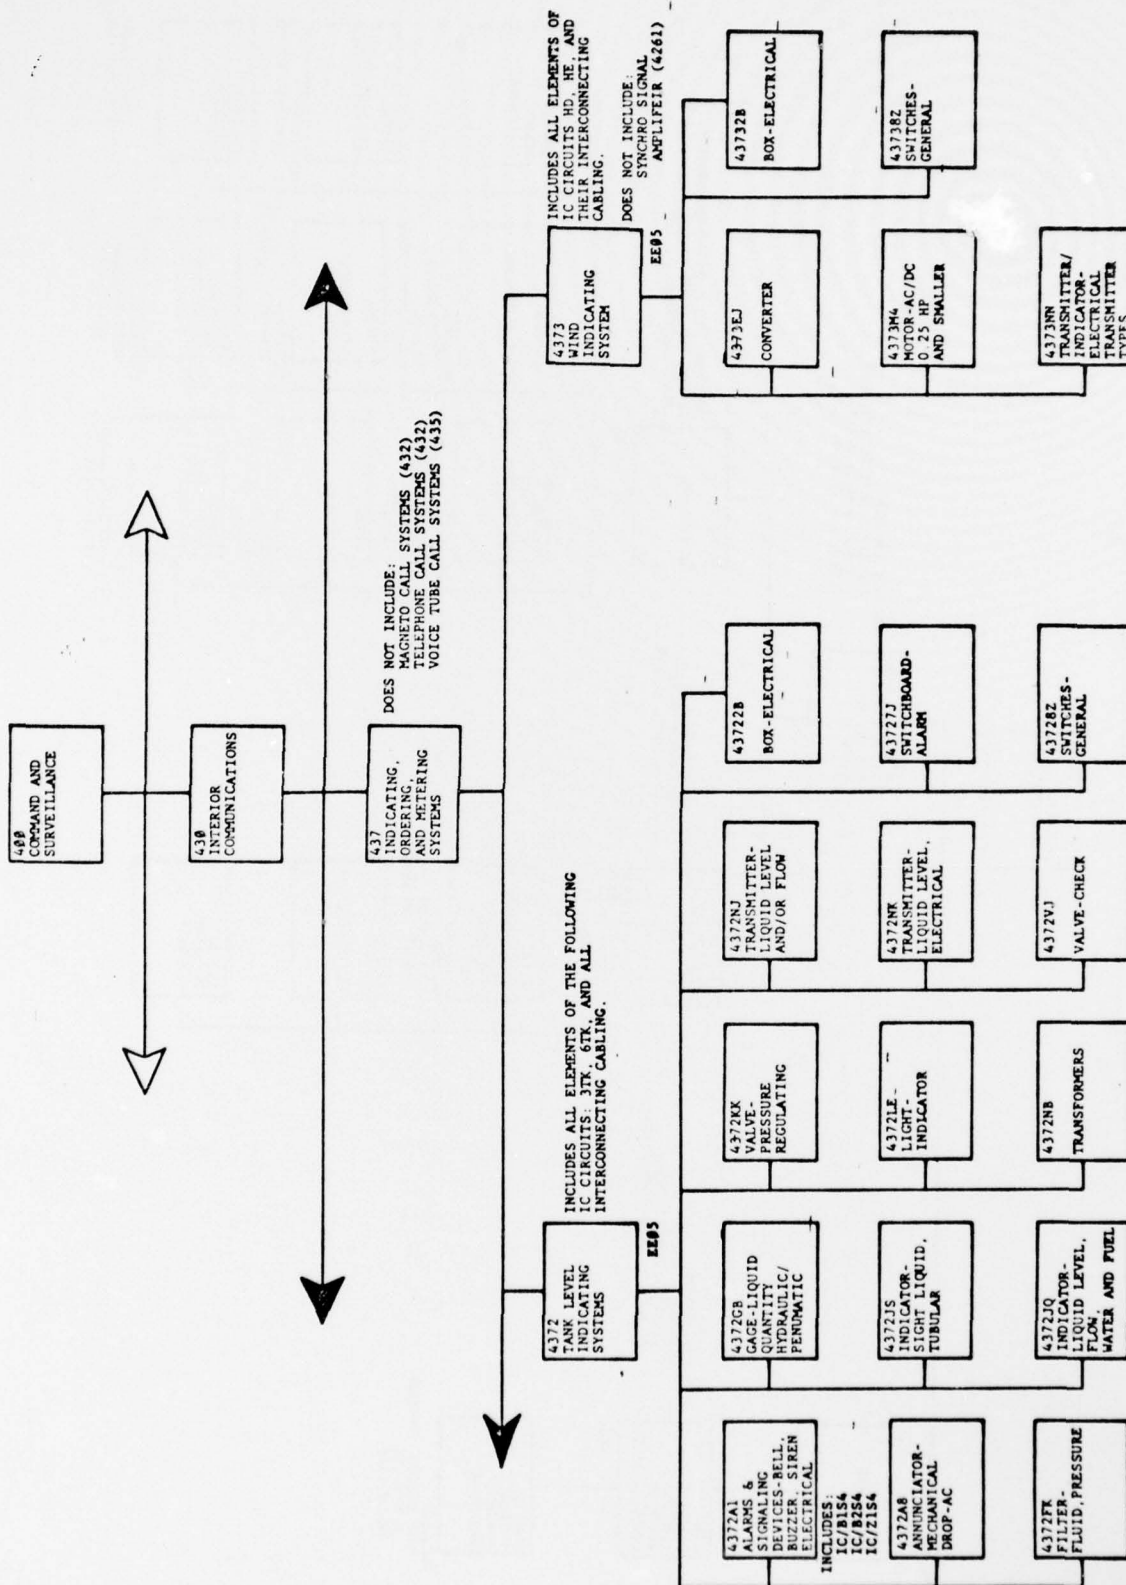 400
COMMAND AND
SURVEILLANCE
430
INTERIOR
COMMUNICATIONS
437
INDICATING,
ORDERING,
AND METERING
SYSTEMS
DOES NOT INCLUDE:
MAGNETO CALL SYSTEMS (432)
TELEPHONE CALL SYSTEMS (432)
VOICE TUBE CALL SYSTEMS (435)
4372
TANK LEVEL
INDICATING
SYSTEMS
INCLUDES ALL ELEMENTS OF THE FOLLOWING
IC CIRCUITS: 3TK, 6TK, AND ALL
INTERCONNECTING CABLING.
EE05
4373
WIND
INDICATING
SYSTEM
INCLUDES ALL ELEMENTS OF
IC CIRCUITS HD, HE, AND
THEIR INTERCONNECTING
CABLING.
DOES NOT INCLUDE:
SYNCHRO SIGNAL
AMPLIFEIR (4261)
EE05
4372A1
ALARMS &
SIGNALING
DEVICES-BELL,
BUZZER, SIREN
ELECTRICAL
INCLUDES:
IC/B1S4
IC/B2S4
IC/Z1S4
4372A8
ANNUNCIATOR-
MECHANICAL
DROP-AC
4372FK
FILTER-
FLUID,PRESSURE
4372GB
GAGE-LIQUID
QUANTITY
HYDRAULIC/
PENUMATIC
4372JS
INDICATOR-
SIGHT LIQUID,
TUBULAR
4372JQ
INDICATOR-
LIQUID LEVEL,
FLOW,
WATER AND FUEL
4372KX
VALVE-
PRESSURE
REGULATING
4372LE
LIGHT-
INDICATOR
4372NB
TRANSFORMERS
4372NJ
TRANSMITTER-
LIQUID LEVEL
AND/OR FLOW
4372NK
TRANSMITTER-
LIQUID LEVEL,
ELECTRICAL
4372VJ
VALVE-CHECK
43722B
BOX-ELECTRICAL
43727J
SWITCHBOARD-
ALARM
43728Z
SWITCHES-
GENERAL
4373EJ
CONVERTER
4373M4
MOTOR-AC/DC
0.25 HP
AND SMALLER
4373NN
TRANSMITTER/
INDICATOR-
ELECTRICAL
TRANSMITTER
TYPES
43732B
BOX-ELECTRICAL
43738Z
SWITCHES-
GENERAL